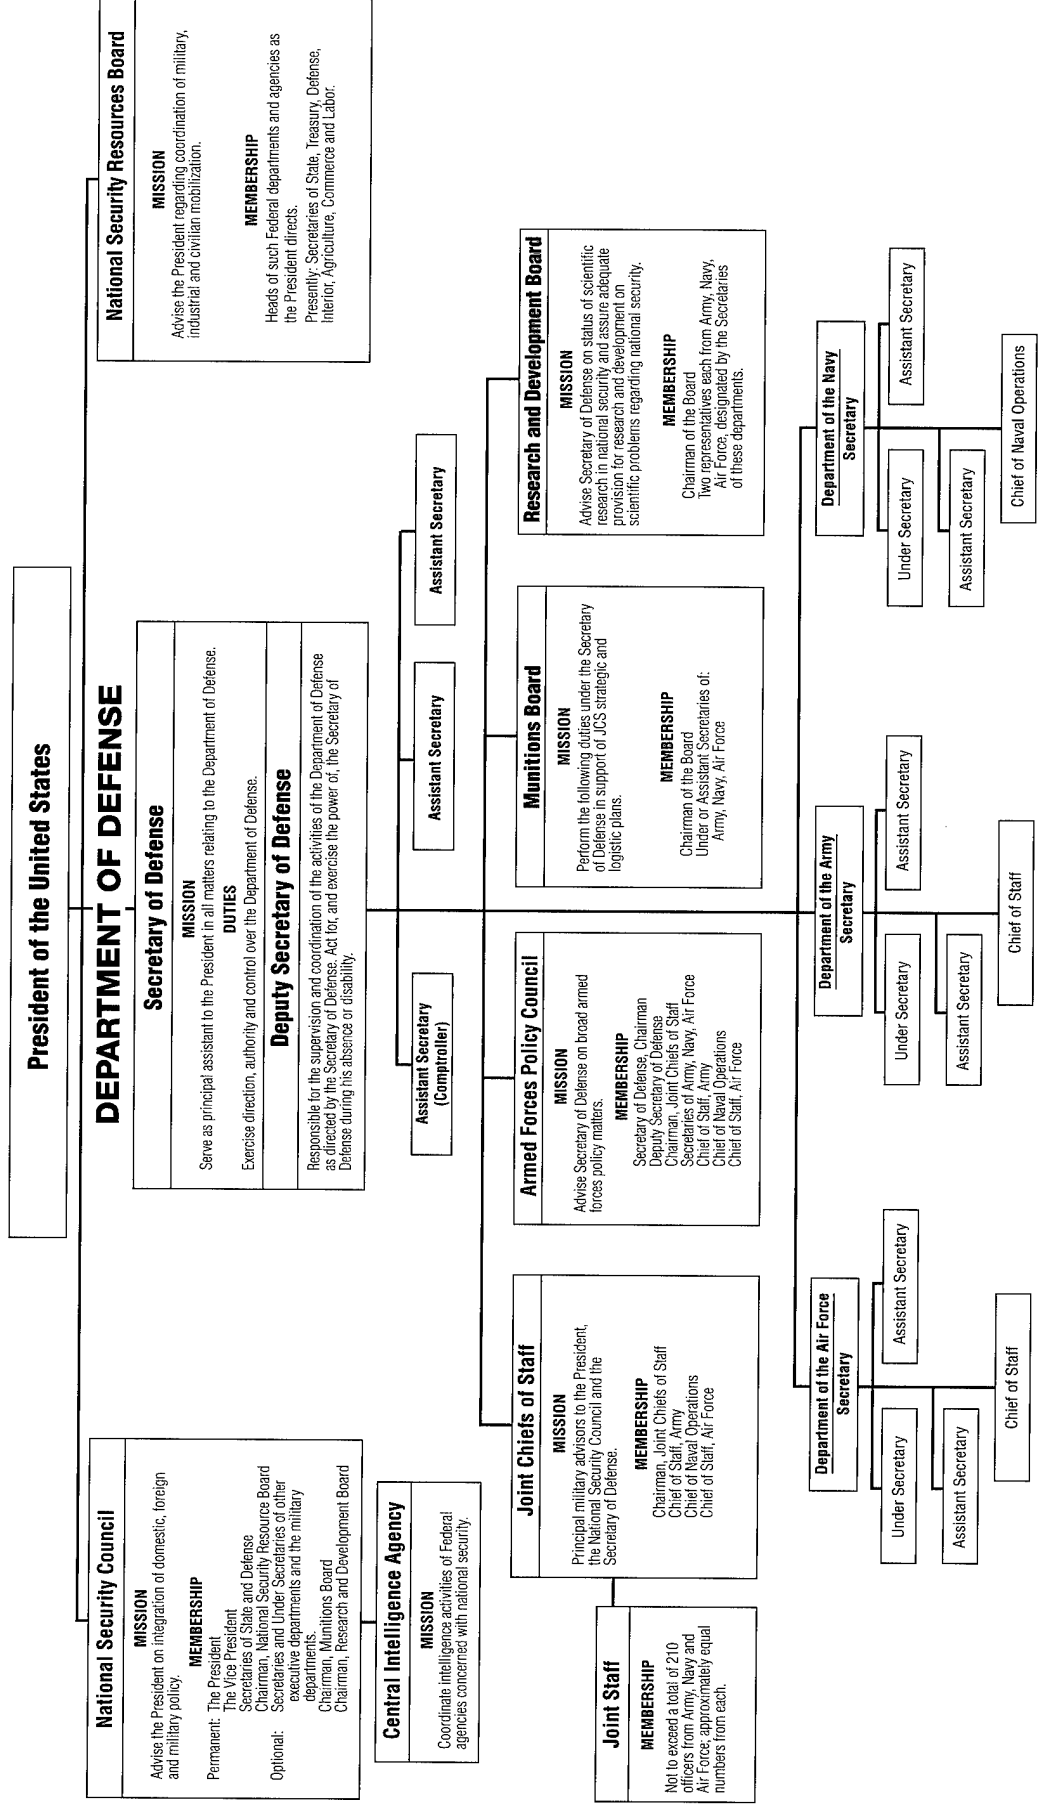 President of the United States
DEPARTMENT OF DEFENSE
National Security Council
MISSION
Advise the President on integration of domestic, foreign
and military policy.
MEMBERSHIP
Permanent: The President
The Vice President
Secretaries of State and Defense
Chairman, National Security Resource Board
Optional: Secretaries and Under Secretaries of other
executive departments and the military
departments.
Chairman, Munitions Board
Chairman, Research and Development Board
Central Intelligence Agency
MISSION
Coordinate intelligence activities of Federal
agencies concerned with national security.
Secretary of Defense
MISSION
Serve as principal assistant to the President in all matters relating to the Department of Defense.
DUTIES
Exercise direction, authority and control over the Department of Defense.
Deputy Secretary of Defense
Responsible for the supervision and coordination of the activities of the Department of Defense
as directed by the Secretary of Defense. Act for, and exercise the power of, the Secretary of
Defense during his absence or disability.
National Security Resources Board
MISSION
Advise the President regarding coordination of military,
industrial and civilian mobilization.
MEMBERSHIP
Heads of such Federal departments and agencies as
the President directs.
Presently: Secretaries of State, Treasury, Defense,
Interior, Agriculture, Commerce and Labor.
Assistant Secretary
(Comptroller)
Assistant Secretary
Assistant Secretary
Joint Staff
MEMBERSHIP
Not to exceed a total of 210
officers from Army, Navy and
Air Force; approximately equal
numbers from each.
Joint Chiefs of Staff
MISSION
Principal military advisors to the President,
the National Security Council and the
Secretary of Defense.
MEMBERSHIP
Chairman, Joint Chiefs of Staff
Chief of Staff, Army
Chief of Naval Operations
Chief of Staff, Air Force
Armed Forces Policy Council
MISSION
Advise Secretary of Defense on broad armed
forces policy matters.
MEMBERSHIP
Secretary of Defense, Chairman
Deputy Secretary of Defense
Chairman, Joint Chiefs of Staff
Secretaries of Army, Navy, Air Force
Chief of Staff, Army
Chief of Naval Operations
Chief of Staff, Air Force
Munitions Board
MISSION
Perform the following duties under the Secretary
of Defense in support of JCS strategic and
logistic plans.
MEMBERSHIP
Chairman of the Board
Under or Assistant Secretaries of:
Army, Navy, Air Force
Research and Development Board
MISSION
Advise Secretary of Defense on status of scientific
research in national security and assure adequate
provision for research and development on
scientific problems regarding national security.
MEMBERSHIP
Chairman of the Board
Two representatives each from Army, Navy,
Air Force, designated by the Secretaries
of these departments.
Department of the Air Force
Secretary
Under Secretary
Assistant Secretary
Assistant Secretary
Chief of Staff
Department of the Army
Secretary
Under Secretary
Assistant Secretary
Assistant Secretary
Chief of Staff
Department of the Navy
Secretary
Under Secretary
Assistant Secretary
Assistant Secretary
Chief of Naval Operations